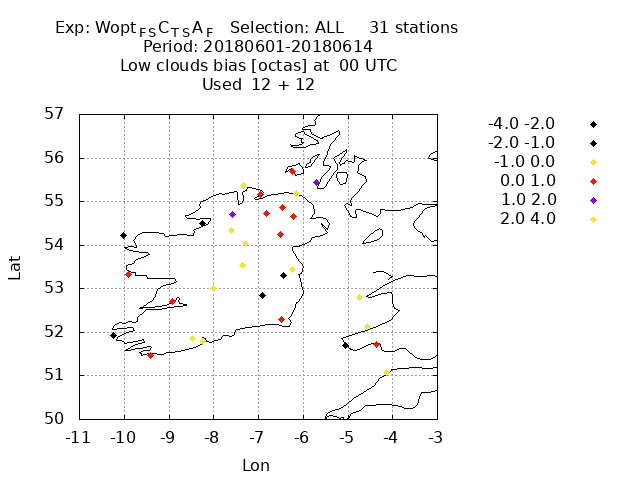 Exp: WoptFSCTSAF Selection: ALL 31 stations
Period: 20180601-20180614
Low clouds bias [octas] at 00 UTC
Used 12 + 12
57
56
55
54
53
52
51
50
-11 -10 -9 -8 -7 -6 -5 -4 -3
Lat
Lon
-4.0 -2.0
-2.0 -1.0
-1.0 0.0
0.0 1.0
1.0 2.0
2.0 4.0